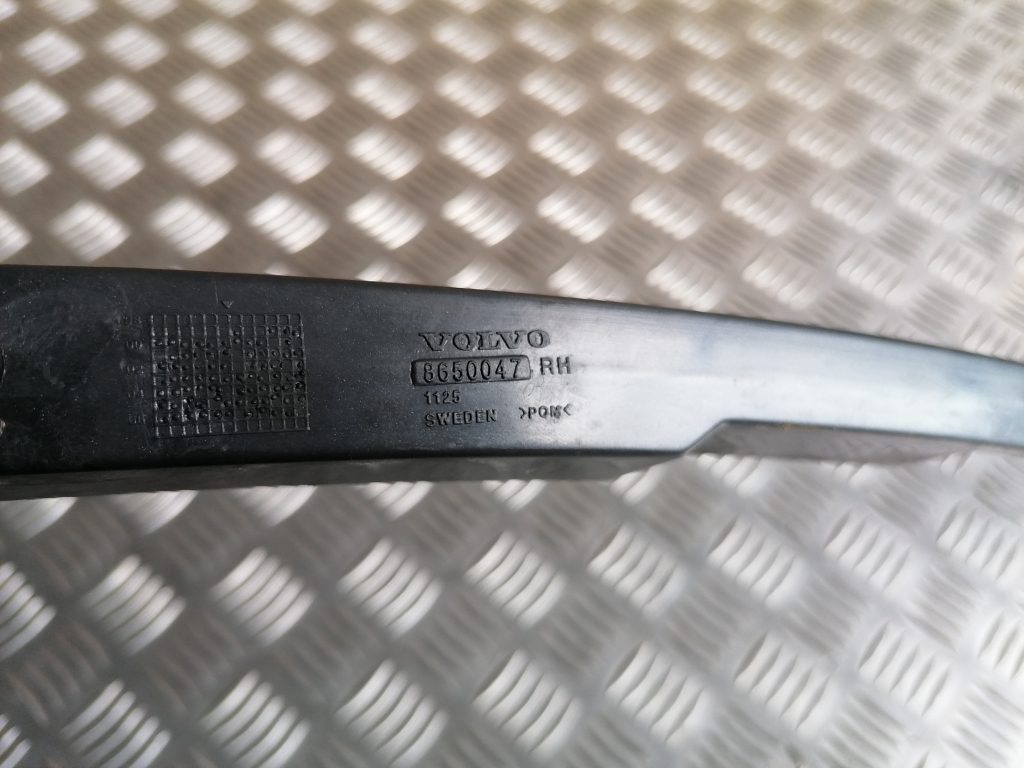 VOLVO
8650047 RH
1125
SWEDEN >POM<